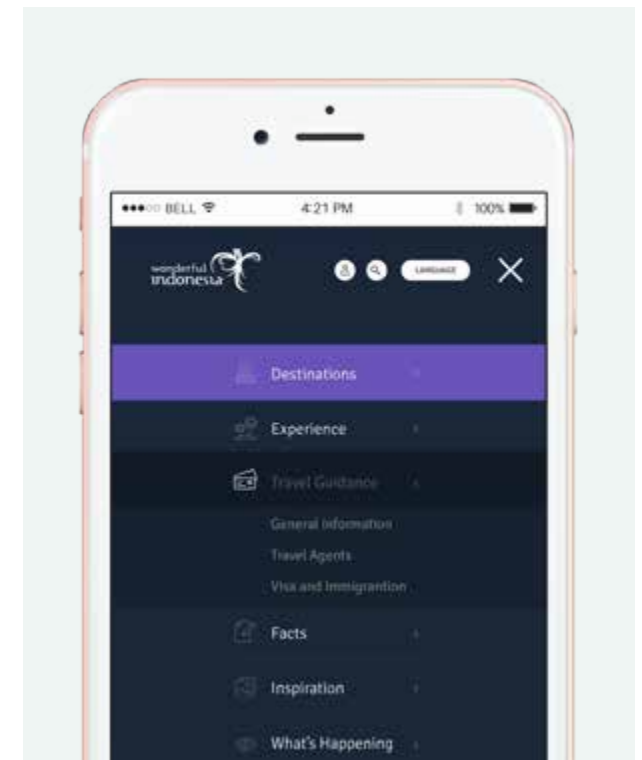 BELL 4:21 PM 100%
wonderful
indonesia
LANGUAGE
Destinations
Experience
Travel Guidance
General Information
Travel Agents
Visa and Immigrantion
Facts
Inspiration
What's Happening